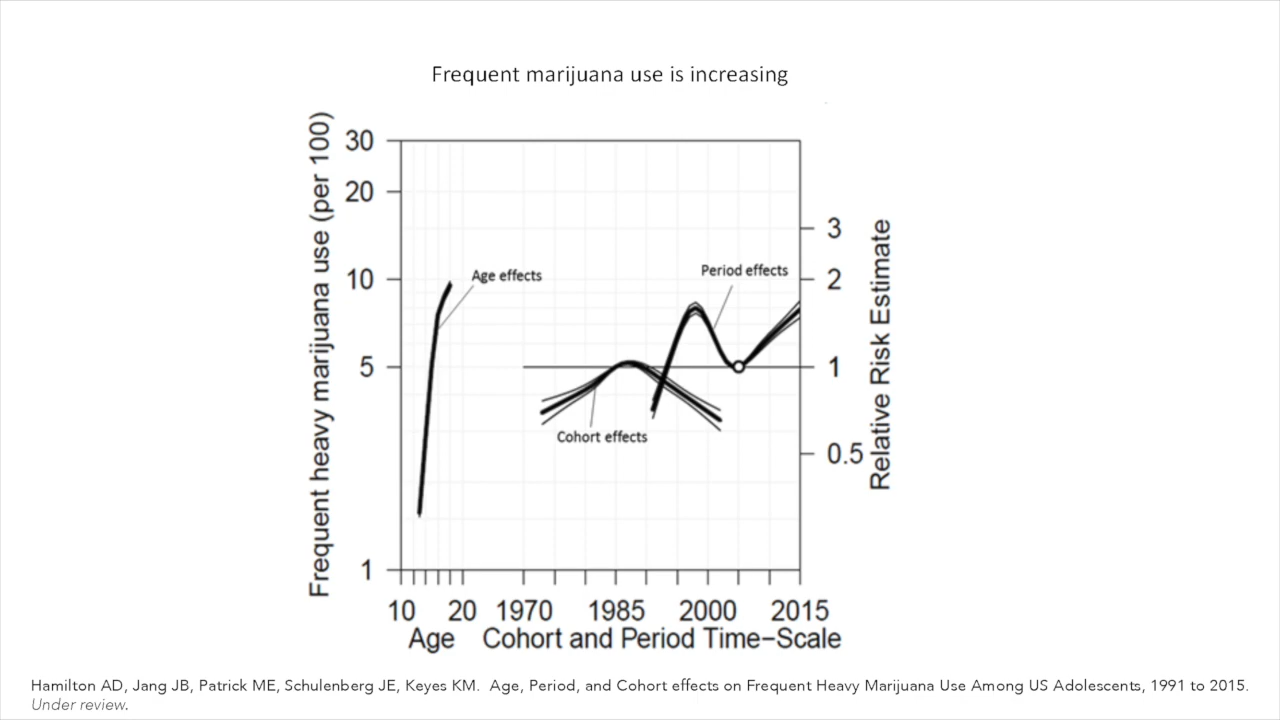 Frequent marijuana use is increasing
Frequent heavy marijuana use (per 100)
30
20
10
5
1
Age effects
Cohort effects
Period effects
3
2
1
0.5
Relative Risk Estimate
10 20 1970 1985 2000 2015
Age Cohort and Period Time−Scale
Hamilton AD, Jang JB, Patrick ME, Schulenberg JE, Keyes KM. Age, Period, and Cohort effects on Frequent Heavy Marijuana Use Among US Adolescents, 1991 to 2015.
Under review.